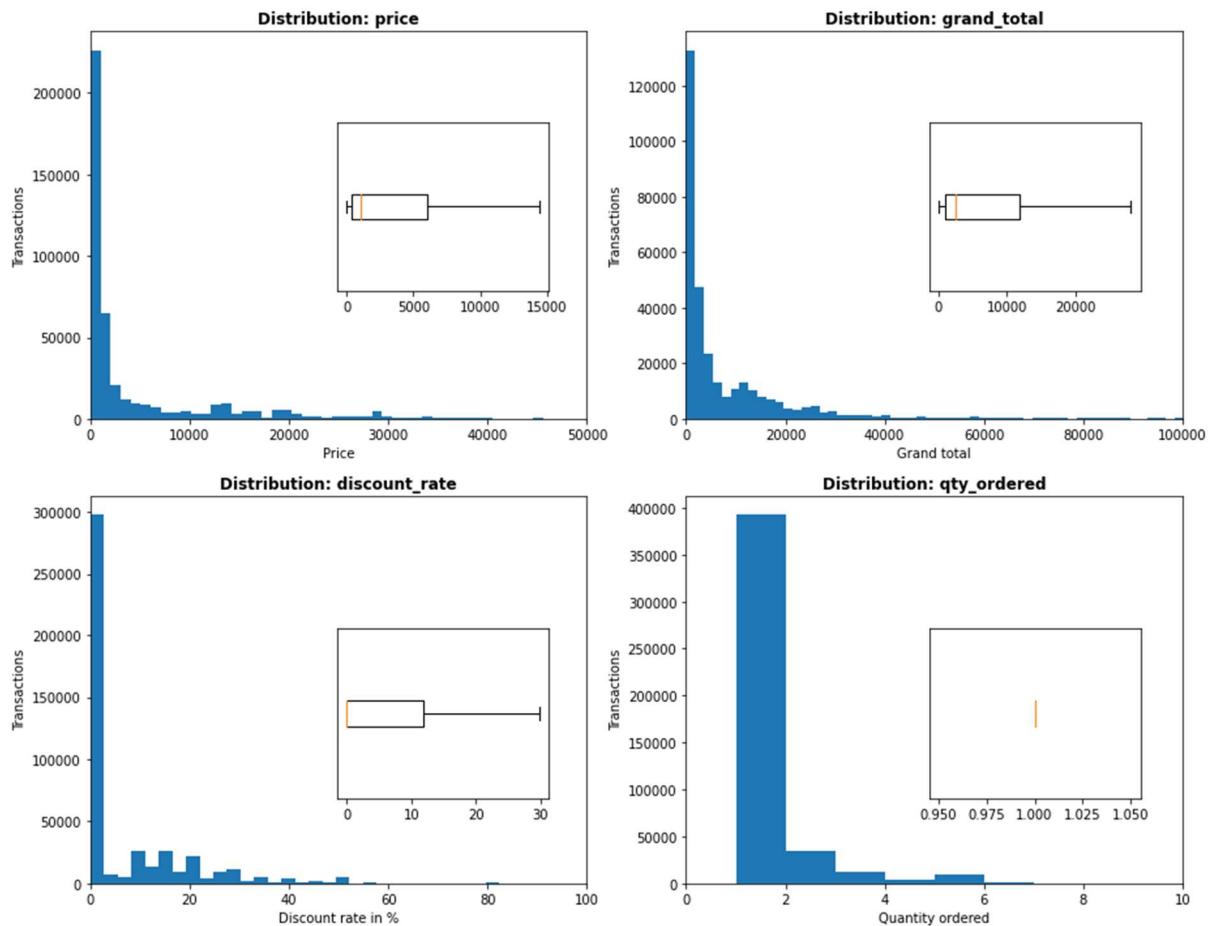 Distribution: price
Transactions
200000
150000
100000
50000
0
0 5000 10000 15000
0 10000 20000 30000 40000 50000
Price
Distribution: grand_total
Transactions
120000
100000
80000
60000
40000
20000
0
0 10000 20000
0 20000 40000 60000 80000 100000
Grand total
Distribution: discount_rate
Transactions
300000
250000
200000
150000
100000
50000
0
0 10 20 30
0 20 40 60 80 100
Discount rate in %
Distribution: qty_ordered
Transactions
400000
350000
300000
250000
200000
150000
100000
50000
0
0.950 0.975 1.000 1.025 1.050
0 2 4 6 8 10
Quantity ordered